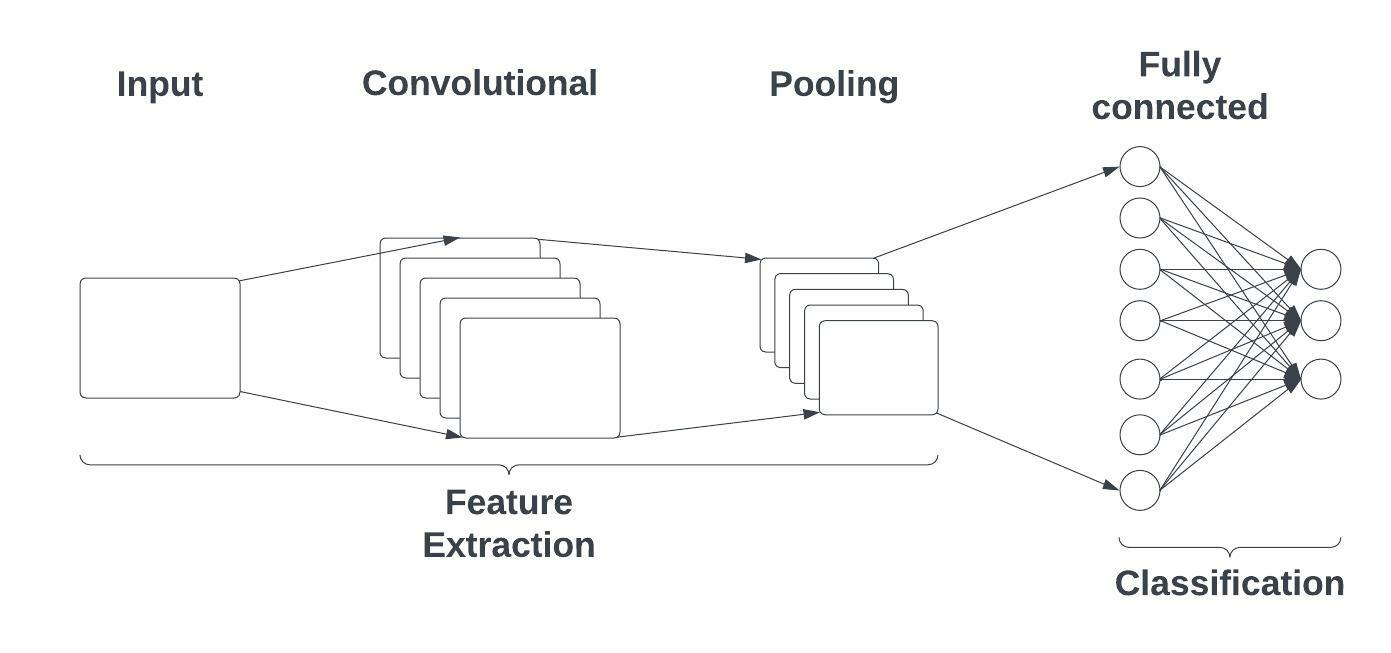 Input
Convolutional
Pooling
Fully
connected
Feature
Extraction
Classification